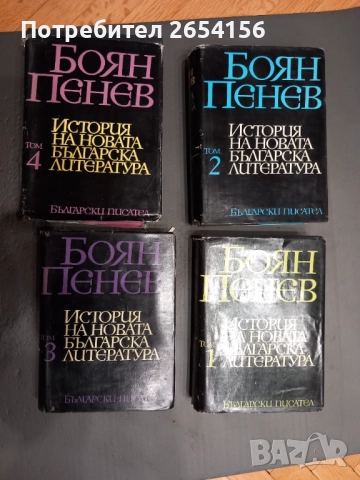 Потребител 2654156
БОЯН
ПЕНЕВ
ИСТОРИЯ
НА НОВАТА
БЪЛГАРСКА
ЛИТЕРАТУРА
ТОМ
4
БОЯН
ПЕНЕВ
ИСТОРИЯ
НА НОВАТА
БЪЛГАРСКА
ЛИТЕРАТУРА
ТОМ
2
БЪЛГАРСКИ ПИСАТЕЛ
БЪЛГАРСКИ ПИСАТЕЛ
БОЯН
ПЕНЕВ
ИСТОРИЯ
НА НОВАТА
БЪЛГАРСКА
ЛИТЕРАТУРА
ТОМ
3
БЪЛГАРСКИ ПИСАТЕЛ
БОЯН
ПЕНЕВ
ИСТОРИЯ
НА НОВАТА
БЪЛГАРСКА
ЛИТЕРАТУРА
ТОМ
1
БЪЛГАРСКИ ПИСАТЕЛ
BAZAR